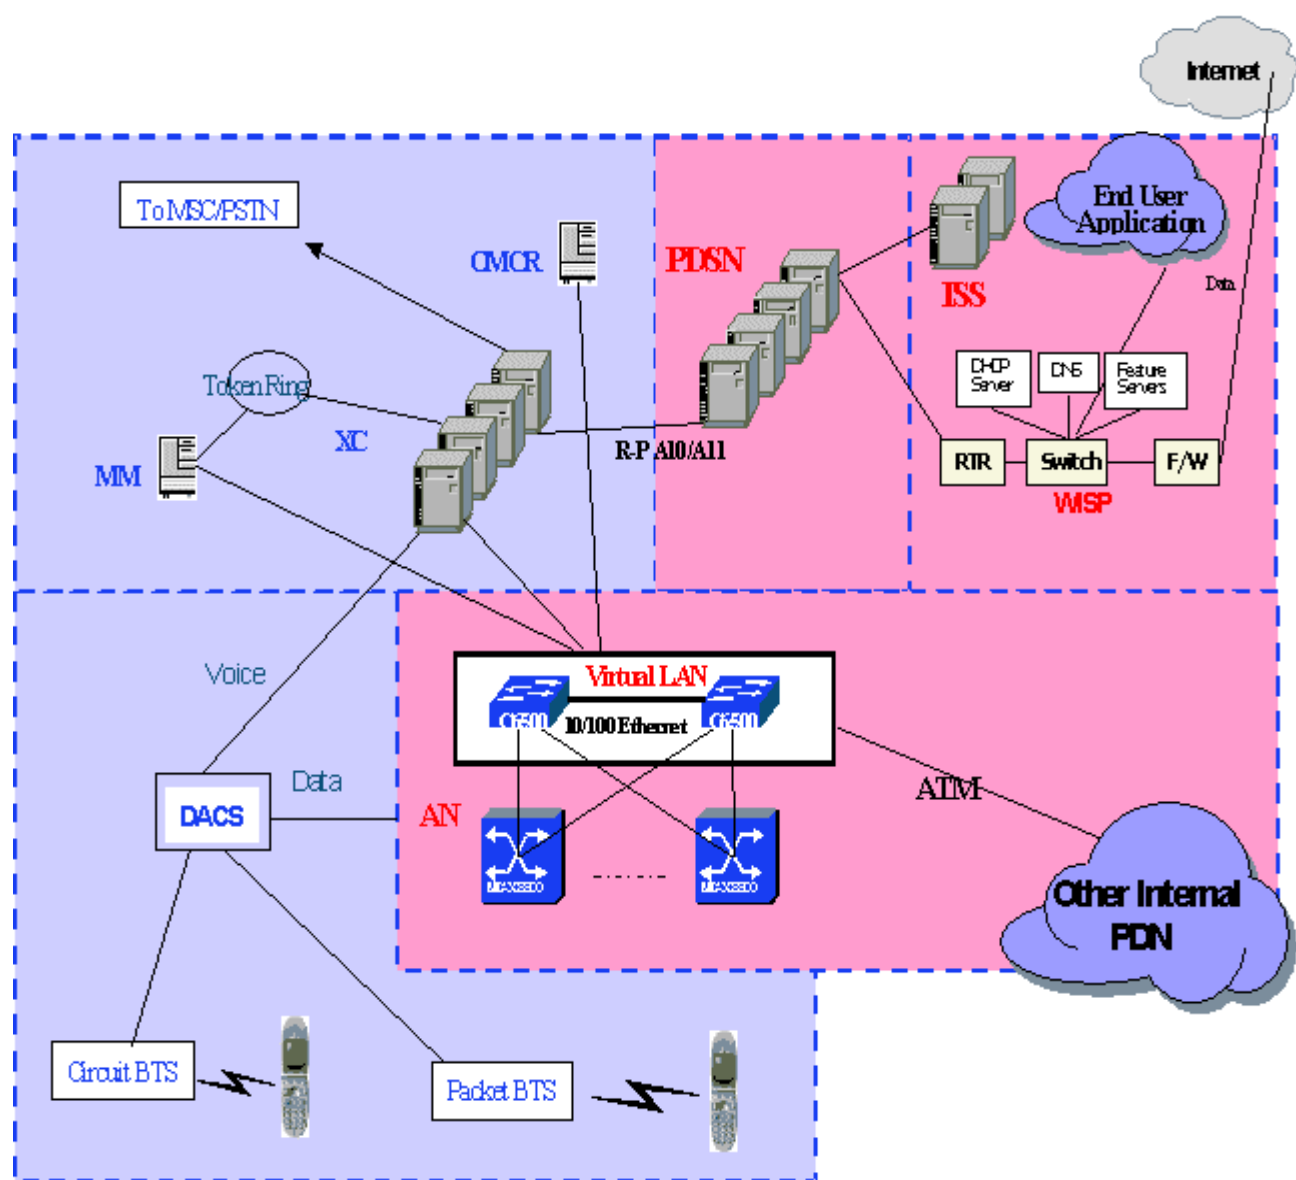 Internet
To MSC/PSTN
OMCR
PDSN
End User
Application
ISS
Data
Token Ring
DHCP
Server
DNS
Feature
Servers
XC
R-P A10/A11
MM
RTR
Switch
F/W
WISP
Voice
Virtual LAN
C6500
10/100 Ethernet
C6500
Data
DACS
AN
ATM
Other Internal
PDN
Circuit BTS
Packet BTS